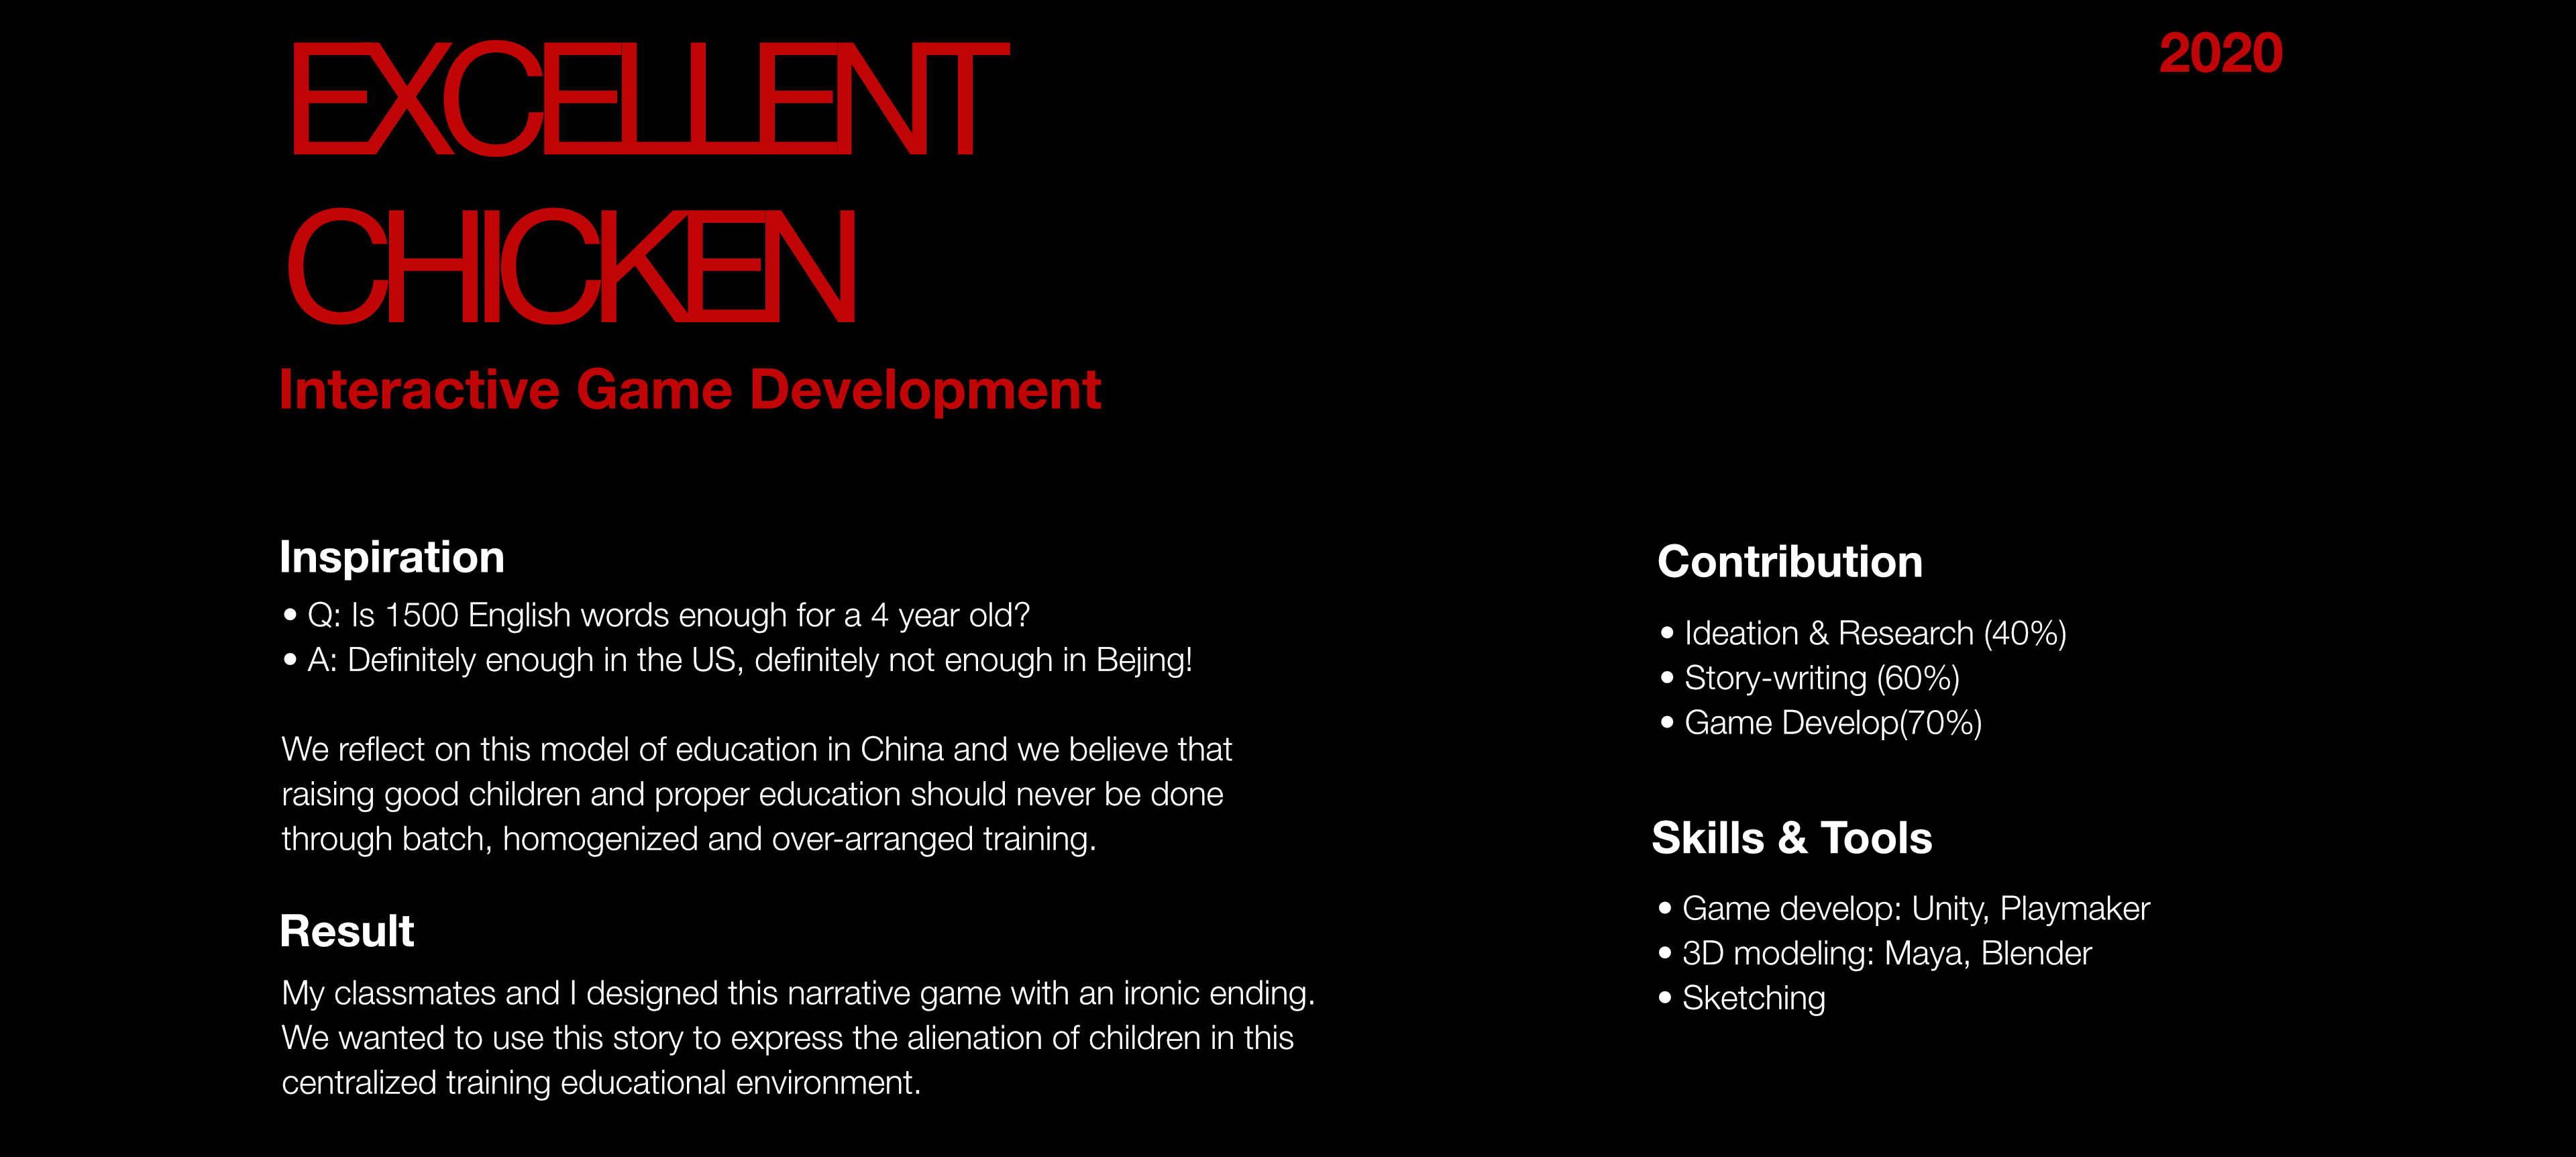 EXCELLENT
CHICKEN
2020
Interactive Game Development
Inspiration
• Q: Is 1500 English words enough for a 4 year old?
• A: Definitely enough in the US, definitely not enough in Bejing!
We reflect on this model of education in China and we believe that
raising good children and proper education should never be done
through batch, homogenized and over-arranged training.
Result
My classmates and I designed this narrative game with an ironic ending.
We wanted to use this story to express the alienation of children in this
centralized training educational environment.
Contribution
• Ideation & Research (40%)
• Story-writing (60%)
• Game Develop(70%)
Skills & Tools
• Game develop: Unity, Playmaker
• 3D modeling: Maya, Blender
• Sketching